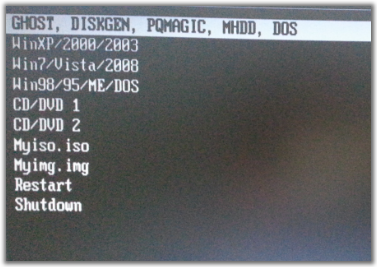 GHOST, DISKGEN, PQMAGIC, MHDD, DOS
WinXP/2000/2003
Win7/Vista/2008
Win98/95/ME/DOS
CD/DVD 1
CD/DVD 2
Myiso.iso
Myimg.img
Restart
Shutdown